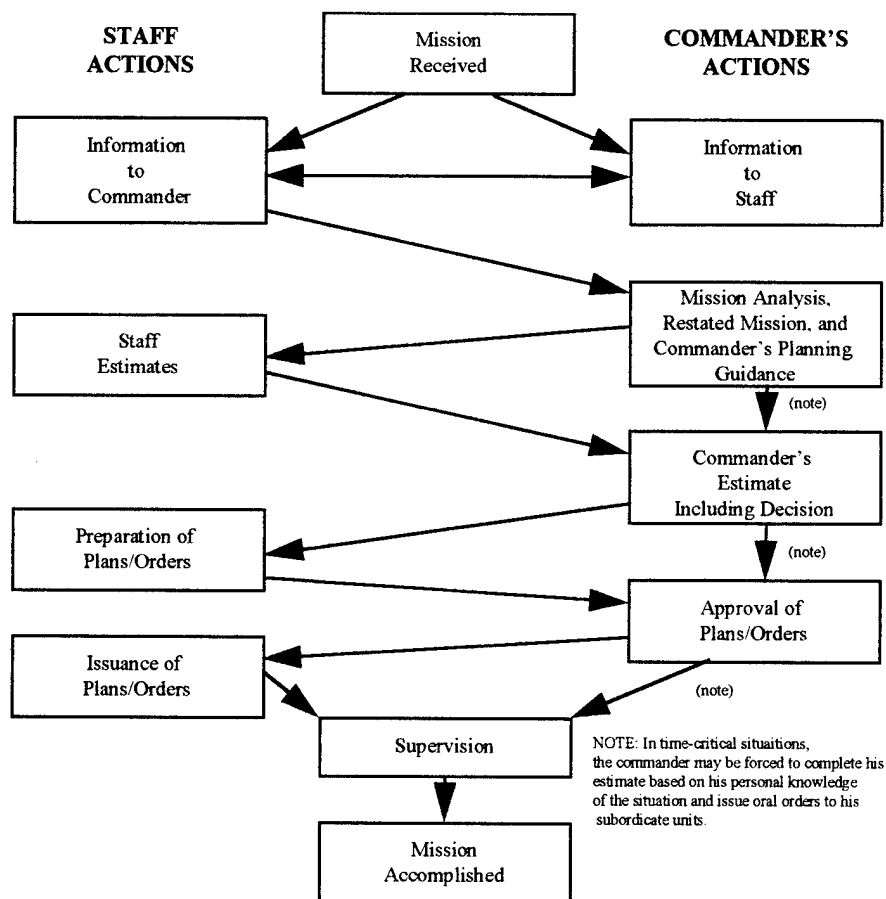 STAFF
ACTIONS
Mission
Received
COMMANDER'S
ACTIONS
Information
to
Commander
Information
to
Staff
Mission Analysis,
Restated Mission, and
Commander's Planning
Guidance
Staff
Estimates
(note)
Commander's
Estimate
Including Decision
Preparation of
Plans/Orders
(note)
Approval of
Plans/Orders
Issuance of
Plans/Orders
(note)
Supervision
NOTE: In time-critical situaitions,
the commander may be forced to complete his
estimate based on his personal knowledge
of the situation and issue oral orders to his
subordicate units.
Mission
Accomplished